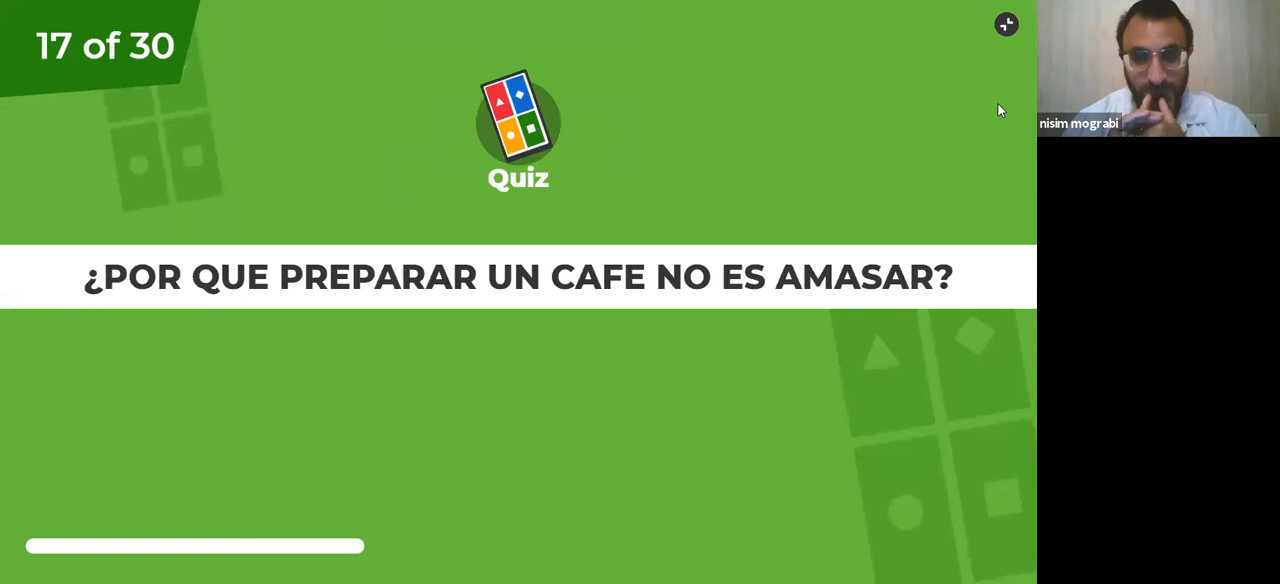 17 of 30
Quiz
¿POR QUE PREPARAR UN CAFE NO ES AMASAR?
nisim mograbi